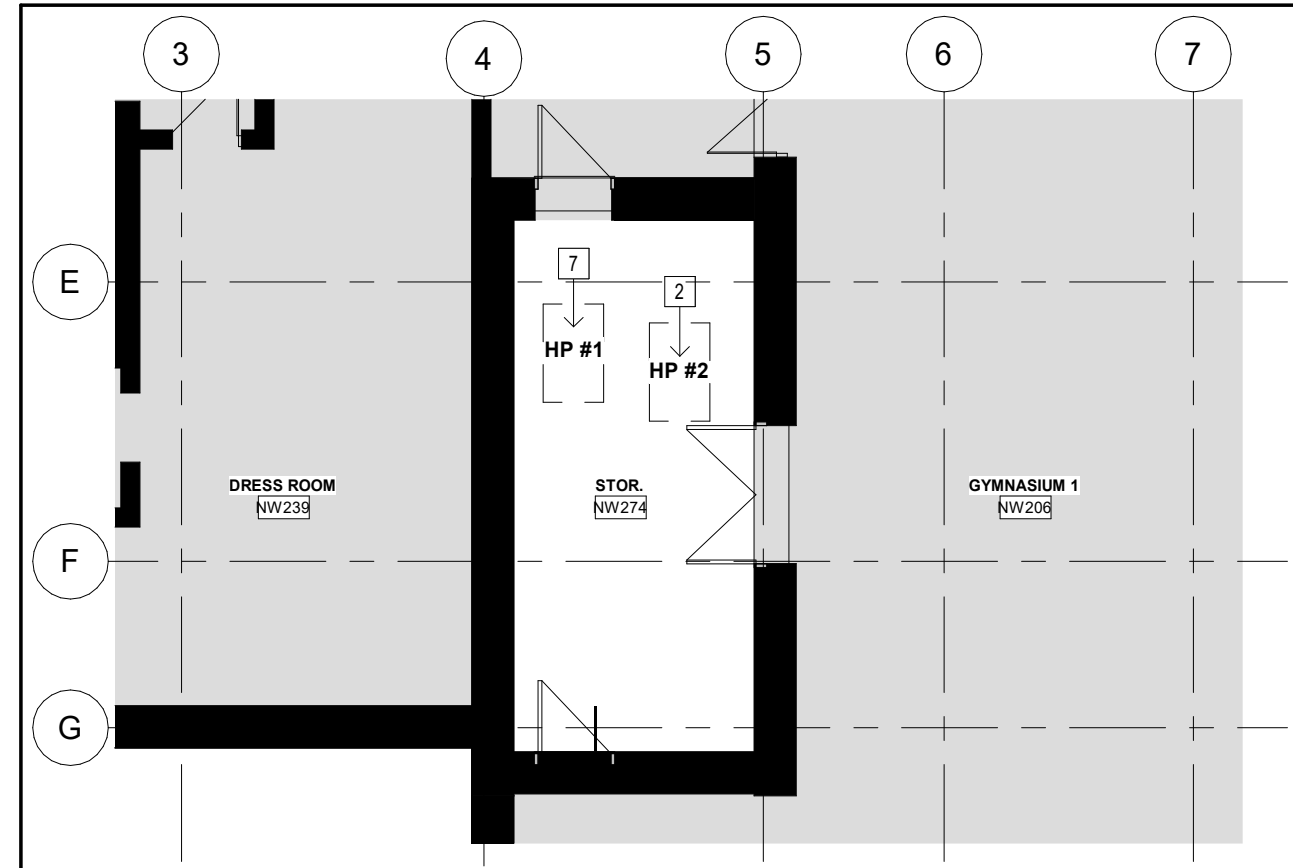 3
4
5
6
7
E
7
2
HP #1
HP #2
DRESS ROOM
NW239
STOR.
NW274
GYMNASIUM 1
NW206
F
G